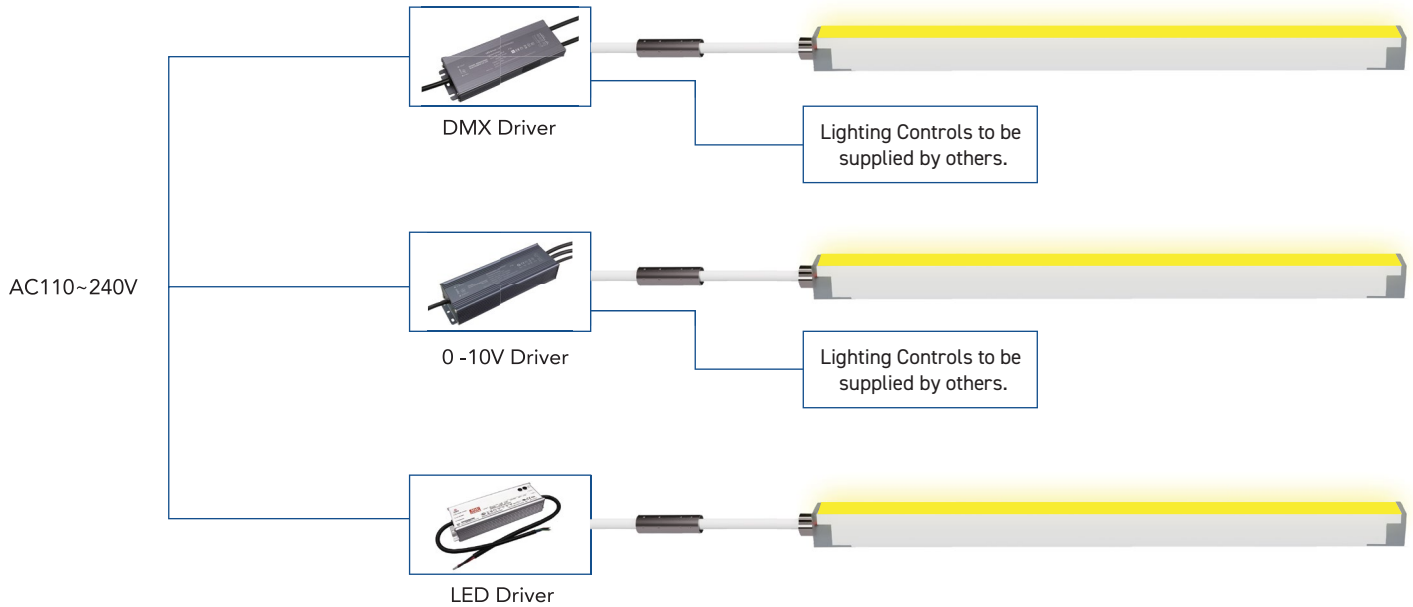 DMX Driver
Lighting Controls to be
supplied by others.
AC110~240V
0 -10V Driver
Lighting Controls to be
supplied by others.
LED Driver